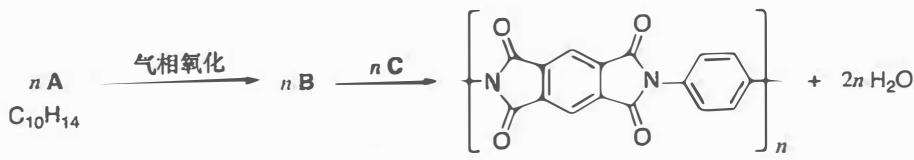 O O
n A 气相氧化 n B n C N N + 2n H₂O
C₁₀H₁₄
O O n